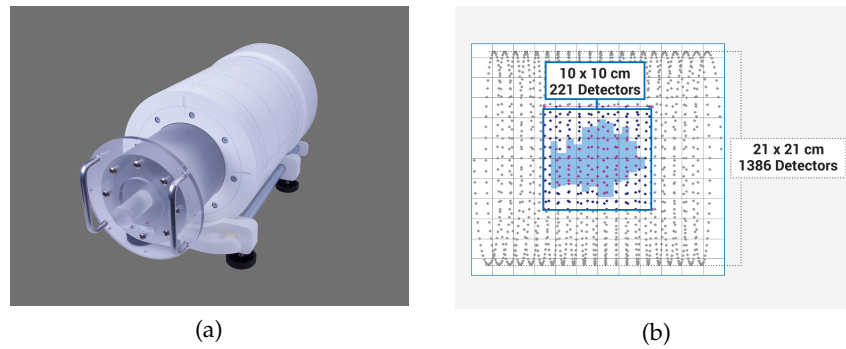 10 x 10 cm
221 Detectors
21 x 21 cm
1386 Detectors
(a)
(b)